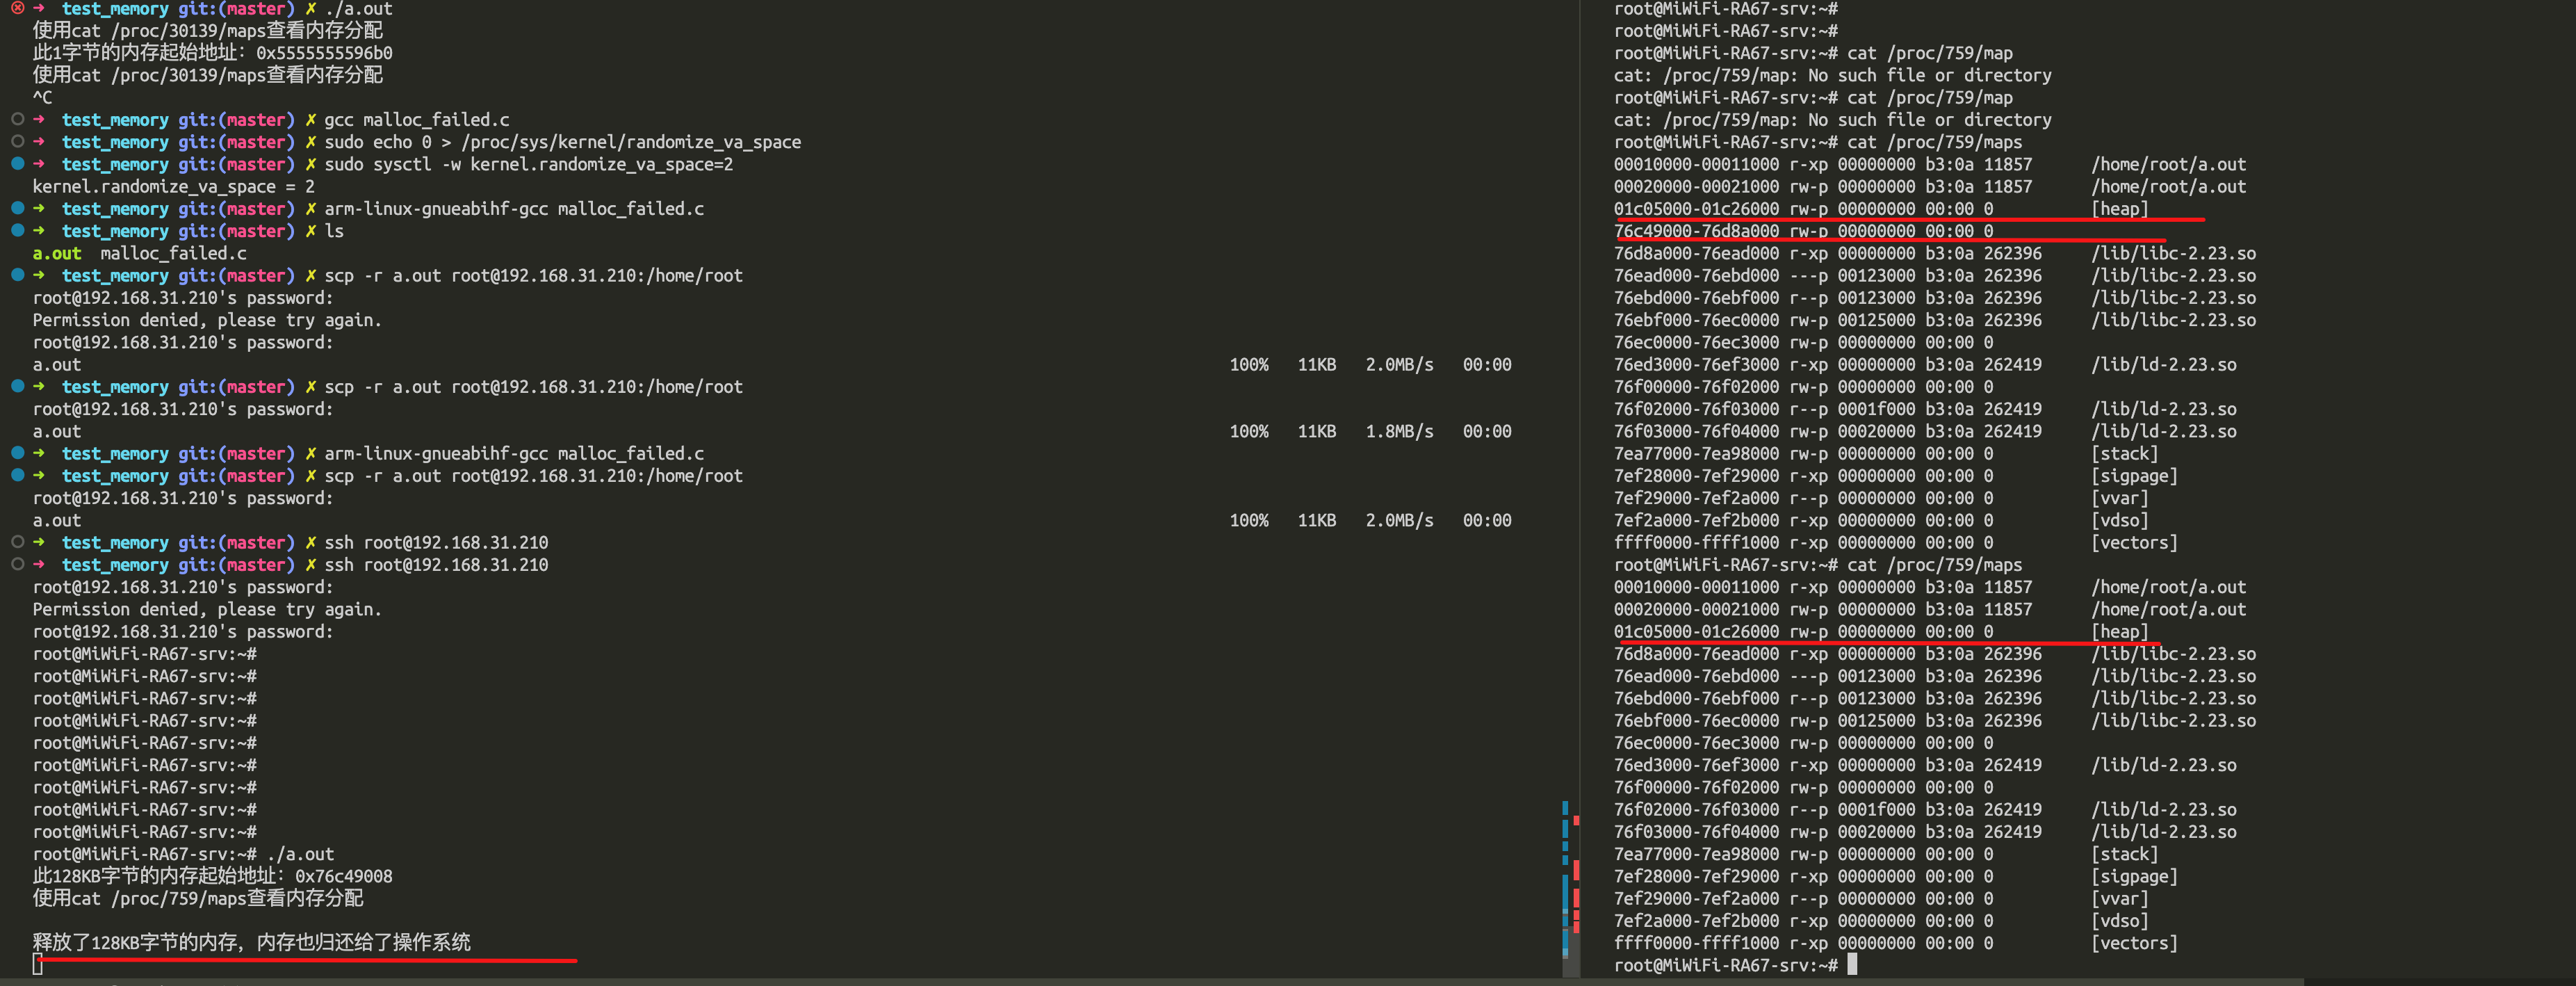 → test_memory git:(master) ✗ ./a.out
使用cat /proc/30139/maps查看内存分配
此1字节的内存起始地址：0x5555555596b0
使用cat /proc/30139/maps查看内存分配
^C
→ test_memory git:(master) ✗ gcc malloc_failed.c
→ test_memory git:(master) ✗ sudo echo 0 > /proc/sys/kernel/randomize_va_space
→ test_memory git:(master) ✗ sudo sysctl -w kernel.randomize_va_space=2
kernel.randomize_va_space = 2
→ test_memory git:(master) ✗ arm-linux-gnueabihf-gcc malloc_failed.c
→ test_memory git:(master) ✗ ls
a.out malloc_failed.c
→ test_memory git:(master) ✗ scp -r a.out root@192.168.31.210:/home/root
root@192.168.31.210's password:
Permission denied, please try again.
root@192.168.31.210's password:
a.out 100% 11KB 2.0MB/s 00:00
→ test_memory git:(master) ✗ scp -r a.out root@192.168.31.210:/home/root
root@192.168.31.210's password:
a.out 100% 11KB 1.8MB/s 00:00
→ test_memory git:(master) ✗ arm-linux-gnueabihf-gcc malloc_failed.c
→ test_memory git:(master) ✗ scp -r a.out root@192.168.31.210:/home/root
root@192.168.31.210's password:
a.out 100% 11KB 2.0MB/s 00:00
→ test_memory git:(master) ✗ ssh root@192.168.31.210
→ test_memory git:(master) ✗ ssh root@192.168.31.210
root@192.168.31.210's password:
Permission denied, please try again.
root@192.168.31.210's password:
root@MiWiFi-RA67-srv:~#
root@MiWiFi-RA67-srv:~#
root@MiWiFi-RA67-srv:~#
root@MiWiFi-RA67-srv:~#
root@MiWiFi-RA67-srv:~#
root@MiWiFi-RA67-srv:~#
root@MiWiFi-RA67-srv:~#
root@MiWiFi-RA67-srv:~#
root@MiWiFi-RA67-srv:~#
root@MiWiFi-RA67-srv:~# ./a.out
此128KB字节的内存起始地址：0x76c49008
使用cat /proc/759/maps查看内存分配
释放了128KB字节的内存，内存也归还给了操作系统
root@MiWiFi-RA67-srv:~#
root@MiWiFi-RA67-srv:~#
root@MiWiFi-RA67-srv:~# cat /proc/759/map
cat: /proc/759/map: No such file or directory
root@MiWiFi-RA67-srv:~# cat /proc/759/map
cat: /proc/759/map: No such file or directory
root@MiWiFi-RA67-srv:~# cat /proc/759/maps
00010000-00011000 r-xp 00000000 b3:0a 11857 /home/root/a.out
00020000-00021000 rw-p 00000000 b3:0a 11857 /home/root/a.out
01c05000-01c26000 rw-p 00000000 00:00 0 [heap]
76c49000-76d8a000 rw-p 00000000 00:00 0
76d8a000-76ead000 r-xp 00000000 b3:0a 262396 /lib/libc-2.23.so
76ead000-76ebd000 ---p 00123000 b3:0a 262396 /lib/libc-2.23.so
76ebd000-76ebf000 r--p 00123000 b3:0a 262396 /lib/libc-2.23.so
76ebf000-76ec0000 rw-p 00125000 b3:0a 262396 /lib/libc-2.23.so
76ec0000-76ec3000 rw-p 00000000 00:00 0
76ed3000-76ef3000 r-xp 00000000 b3:0a 262419 /lib/ld-2.23.so
76f00000-76f02000 rw-p 00000000 00:00 0
76f02000-76f03000 r--p 0001f000 b3:0a 262419 /lib/ld-2.23.so
76f03000-76f04000 rw-p 00020000 b3:0a 262419 /lib/ld-2.23.so
7ea77000-7ea98000 rw-p 00000000 00:00 0 [stack]
7ef28000-7ef29000 r-xp 00000000 00:00 0 [sigpage]
7ef29000-7ef2a000 r--p 00000000 00:00 0 [vvar]
7ef2a000-7ef2b000 r-xp 00000000 00:00 0 [vdso]
ffff0000-ffff1000 r-xp 00000000 00:00 0 [vectors]
root@MiWiFi-RA67-srv:~# cat /proc/759/maps
00010000-00011000 r-xp 00000000 b3:0a 11857 /home/root/a.out
00020000-00021000 rw-p 00000000 b3:0a 11857 /home/root/a.out
01c05000-01c26000 rw-p 00000000 00:00 0 [heap]
76d8a000-76ead000 r-xp 00000000 b3:0a 262396 /lib/libc-2.23.so
76ead000-76ebd000 ---p 00123000 b3:0a 262396 /lib/libc-2.23.so
76ebd000-76ebf000 r--p 00123000 b3:0a 262396 /lib/libc-2.23.so
76ebf000-76ec0000 rw-p 00125000 b3:0a 262396 /lib/libc-2.23.so
76ec0000-76ec3000 rw-p 00000000 00:00 0
76ed3000-76ef3000 r-xp 00000000 b3:0a 262419 /lib/ld-2.23.so
76f00000-76f02000 rw-p 00000000 00:00 0
76f02000-76f03000 r--p 0001f000 b3:0a 262419 /lib/ld-2.23.so
76f03000-76f04000 rw-p 00020000 b3:0a 262419 /lib/ld-2.23.so
7ea77000-7ea98000 rw-p 00000000 00:00 0 [stack]
7ef28000-7ef29000 r-xp 00000000 00:00 0 [sigpage]
7ef29000-7ef2a000 r--p 00000000 00:00 0 [vvar]
7ef2a000-7ef2b000 r-xp 00000000 00:00 0 [vdso]
ffff0000-ffff1000 r-xp 00000000 00:00 0 [vectors]
root@MiWiFi-RA67-srv:~#